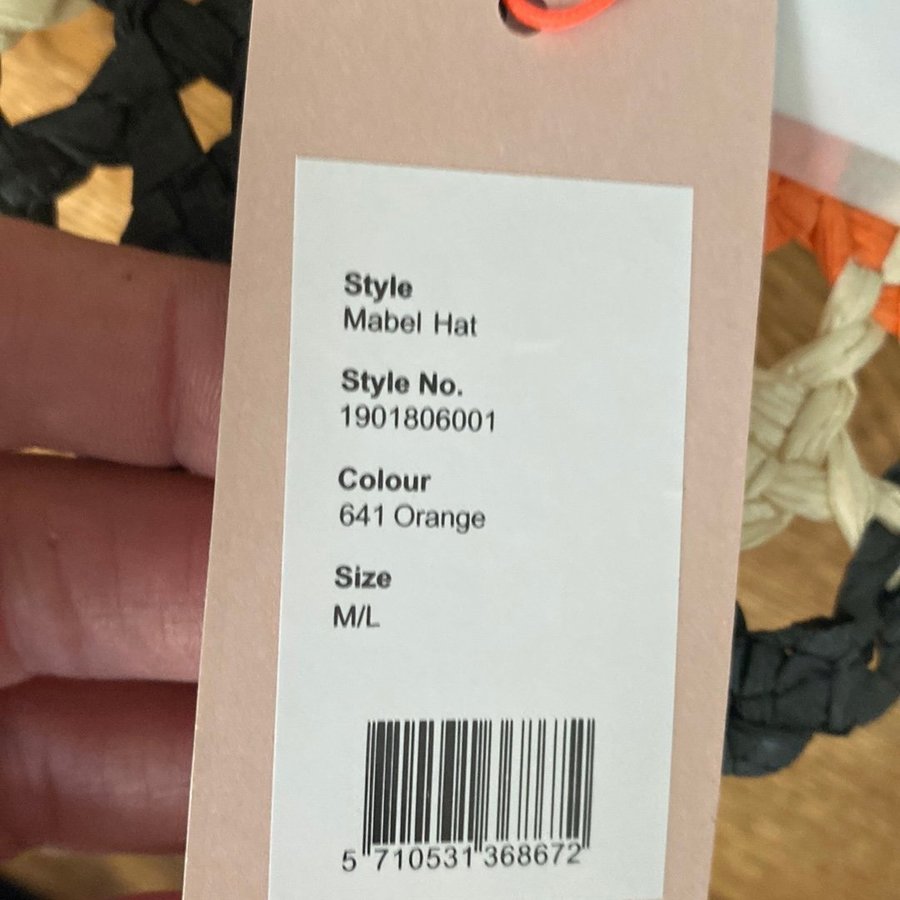 Style
Mabel Hat
Style No.
1901806001
Colour
641 Orange
Size
M/L
5 710531 368672